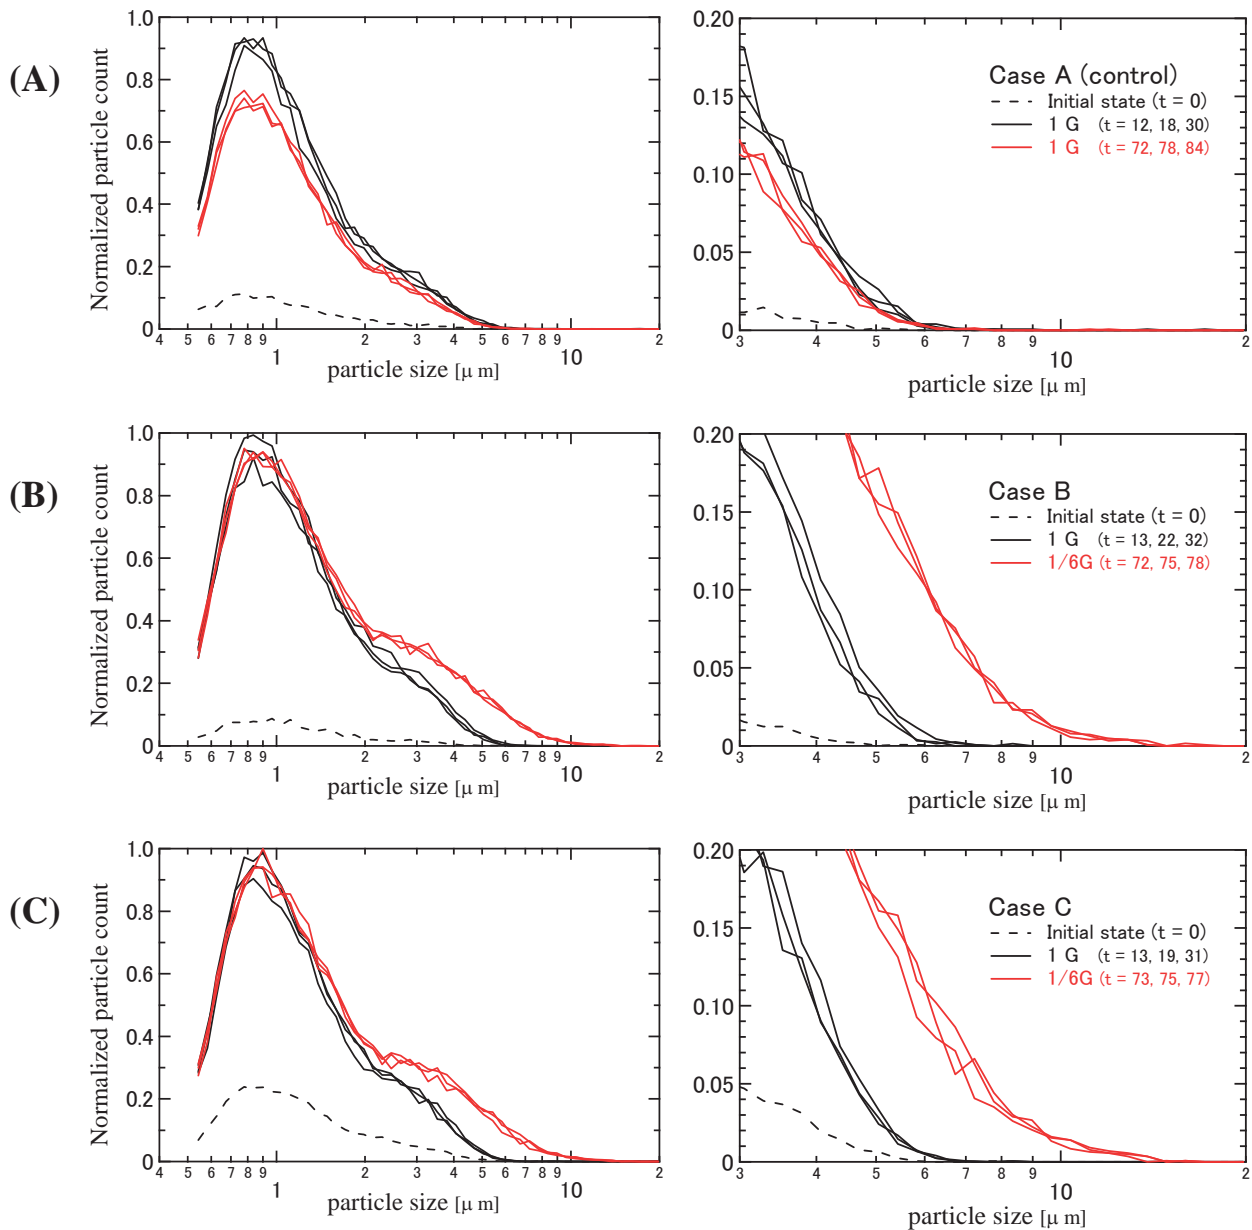 (A)
Normalized particle count
1.0
0.8
0.6
0.4
0.2
0
4 5 6 7 8 9 1 2 3 4 5 6 7 8 9 10 2
particle size [μ m]
0.20
0.15
0.10
0.05
0
3 4 5 6 7 8 9 10 2
particle size [μ m]
Case A (control)
Initial state (t = 0)
1 G (t = 12, 18, 30)
1 G (t = 72, 78, 84)
(B)
Normalized particle count
1.0
0.8
0.6
0.4
0.2
0
4 5 6 7 8 9 1 2 3 4 5 6 7 8 9 10 2
particle size [μ m]
0.20
0.15
0.10
0.05
0
3 4 5 6 7 8 9 10 2
particle size [μ m]
Case B
Initial state (t = 0)
1 G (t = 13, 22, 32)
1/6G (t = 72, 75, 78)
(C)
Normalized particle count
1.0
0.8
0.6
0.4
0.2
0
4 5 6 7 8 9 1 2 3 4 5 6 7 8 9 10 2
particle size [μ m]
0.20
0.15
0.10
0.05
0
3 4 5 6 7 8 9 10 2
particle size [μ m]
Case C
Initial state (t = 0)
1 G (t = 13, 19, 31)
1/6G (t = 73, 75, 77)